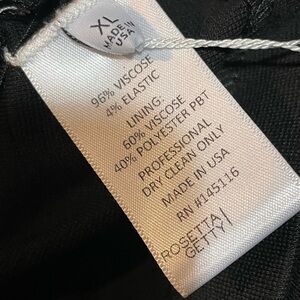 XL
MADE IN
USA
96% VISCOSE
4% ELASTIC
LINING:
60% VISCOSE
40% POLYESTER PBT
PROFESSIONAL
DRY CLEAN ONLY
MADE IN USA
RN #145116
ROSETTA
GETTY